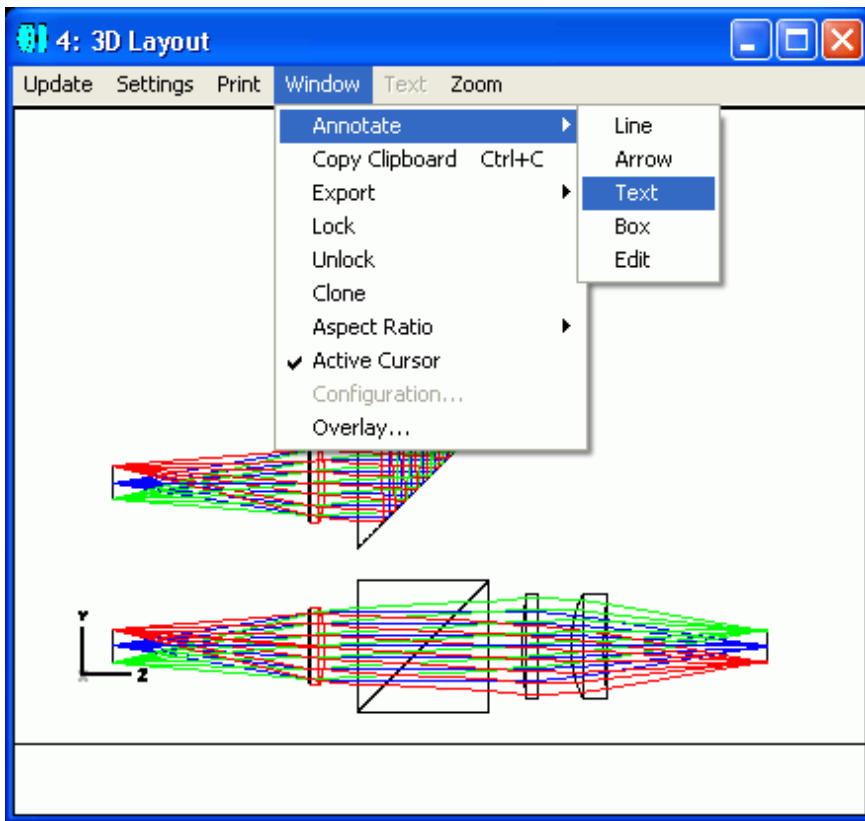 4: 3D Layout
Update Settings Print Window Text Zoom
Annotate
Copy Clipboard Ctrl+C
Export
Lock
Unlock
Clone
Aspect Ratio
Active Cursor
Configuration...
Overlay...
Line
Arrow
Text
Box
Edit
Y
X Z